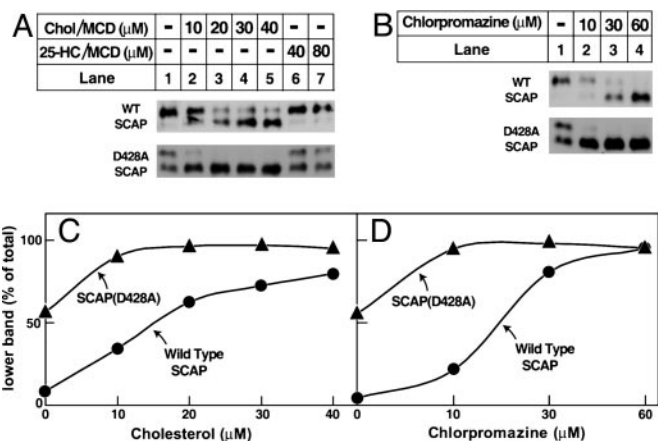 A
Chol/MCD (μM) – 10 20 30 40 – –
25-HC/MCD(μM) – – – – – 40 80
Lane 1 2 3 4 5 6 7
WT
SCAP
D428A
SCAP
B
Chlorpromazine (μM) – 10 30 60
Lane 1 2 3 4
WT
SCAP
D428A
SCAP
C
lower band (% of total)
100
50
0
SCAP(D428A)
Wild Type
SCAP
0 10 20 30 40
Cholesterol (μM)
D
SCAP(D428A)
Wild Type
SCAP
0 10 30 60
Chlorpromazine (μM)